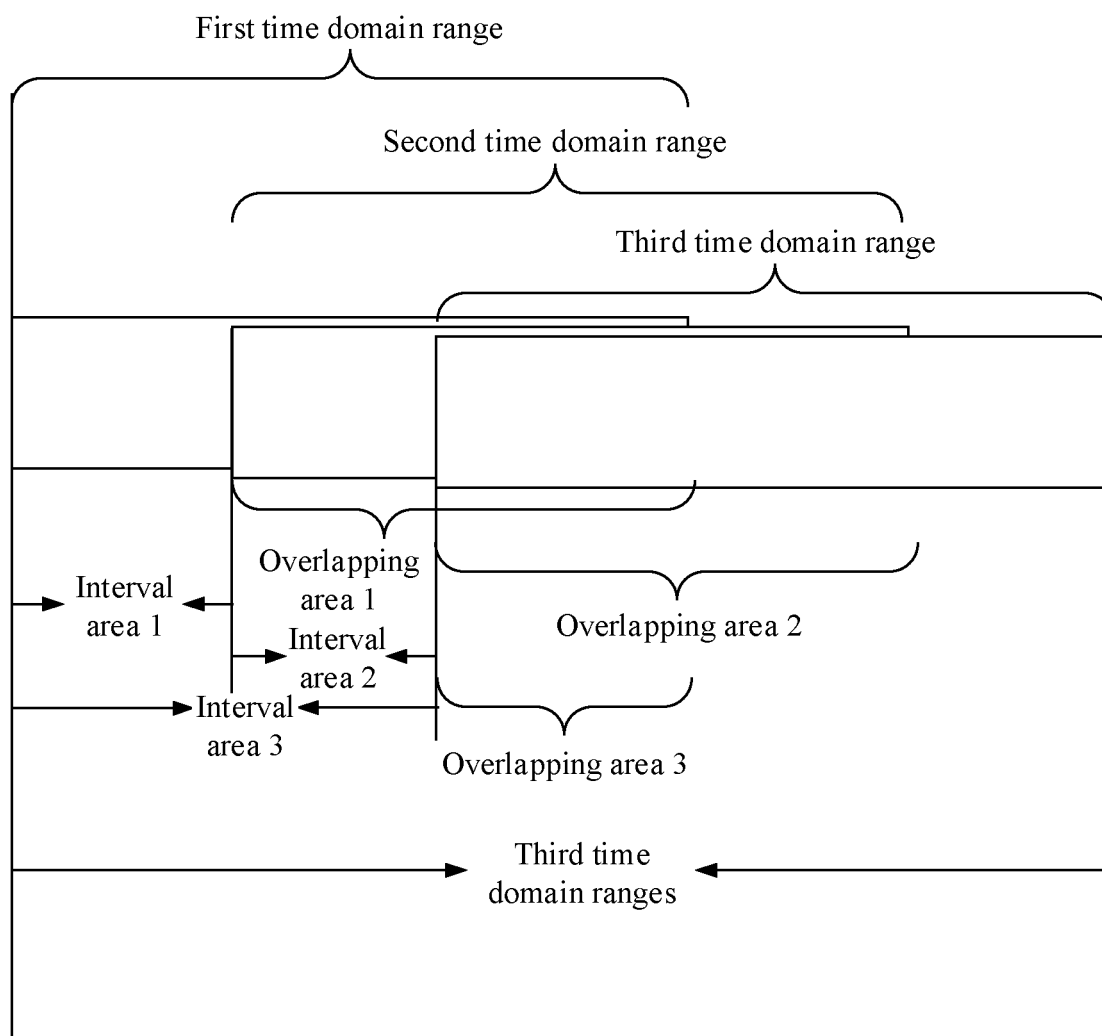 First time domain range
Second time domain range
Third time domain range
Overlapping
area 1
Interval
area 1
Overlapping area 2
Interval
area 2
Interval
area 3
Overlapping area 3
Third time
domain ranges